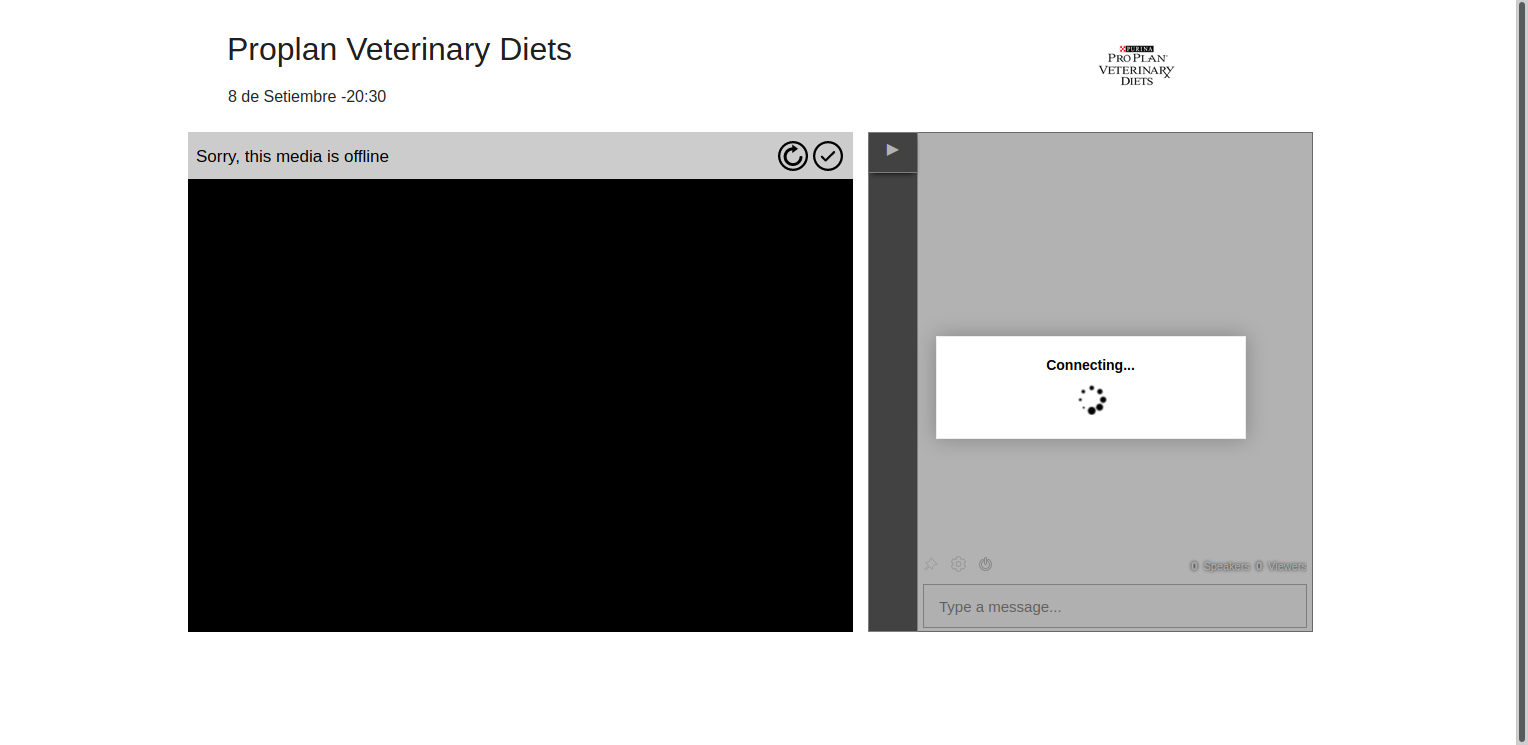 Proplan Veterinary Diets
8 de Setiembre -20:30
PURINA
PRO PLAN
VETERINARY
DIETS
Sorry, this media is offline
Connecting...
0 Speakers 0 Viewers
Type a message...